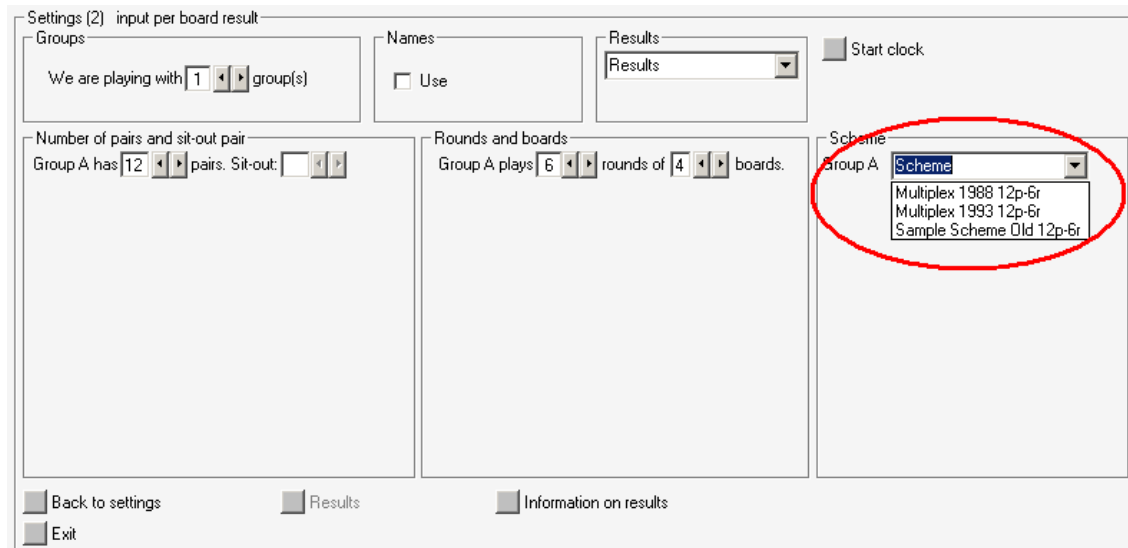 Settings (2) input per board result
Groups
We are playing with 1 group(s)
Names
Use
Results
Results
Start clock
Number of pairs and sit-out pair
Group A has 12 pairs. Sit-out:
Rounds and boards
Group A plays 6 rounds of 4 boards.
Scheme
Group A Scheme
Multiplex 1988 12p-6r
Multiplex 1993 12p-6r
Sample Scheme Old 12p-6r
Back to settings
Results
Information on results
Exit